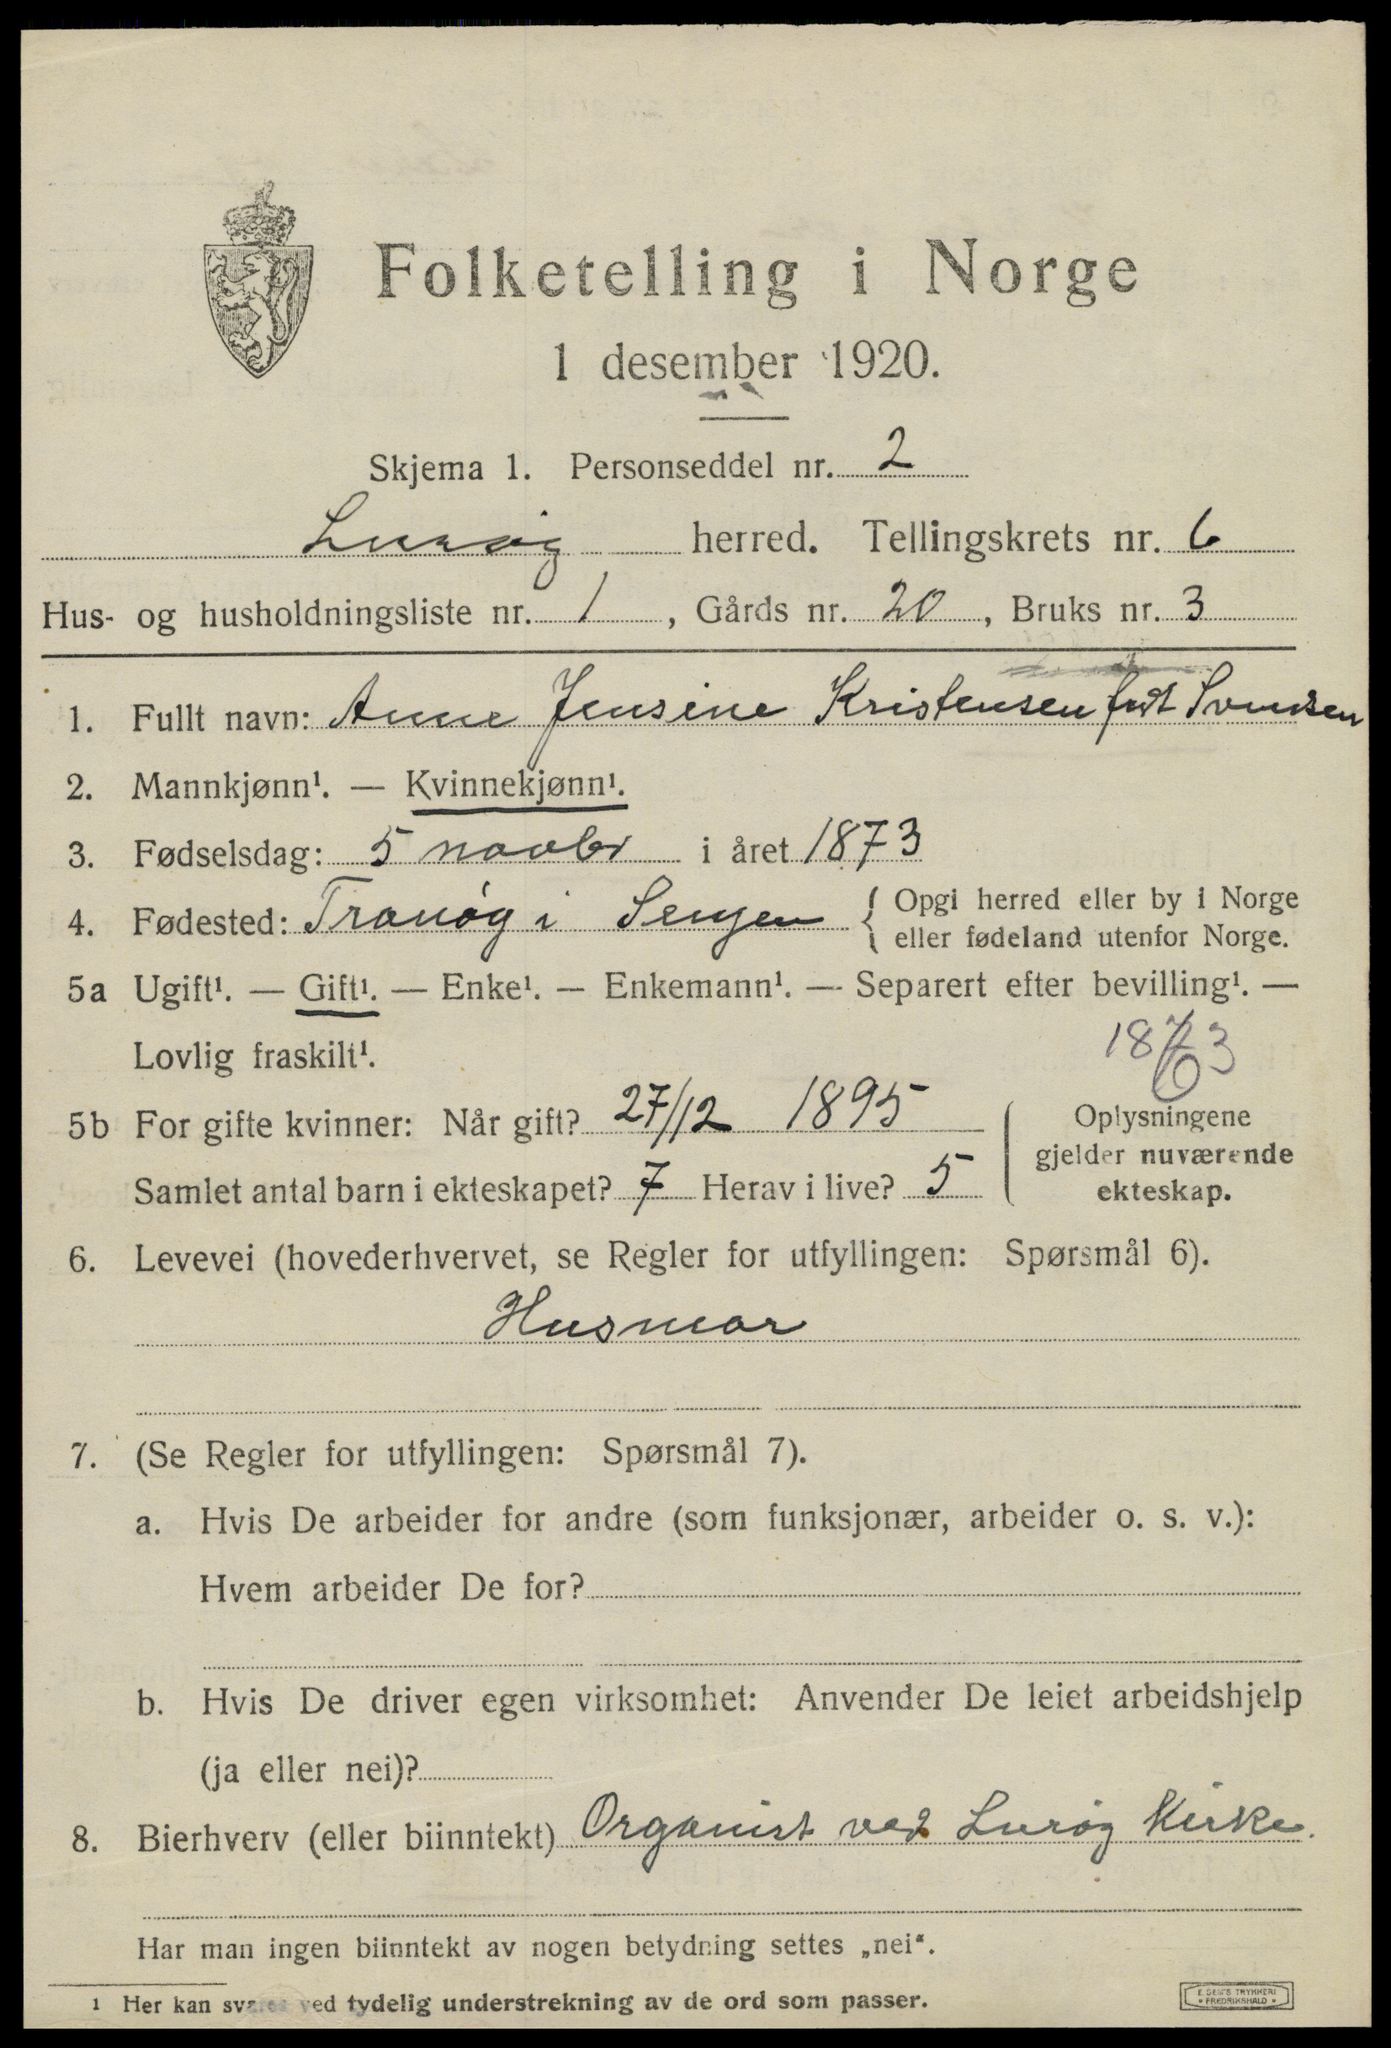 Folketelling i Norge
1 desember 1920.
Skjema 1. Personseddel nr. 2
Lurøy herred. Tellingskrets nr. 6
Hus- og husholdningsliste nr. 1, Gårds nr. 20, Bruks nr. 3
1. Fullt navn: Anne Jensine Kristensen født Svendsen
2. Mannkjønn¹. — Kvinnekjønn¹.
3. Fødselsdag: 5 novbr i året 1873
4. Fødested: Tranøy i Senjen { Opgi herred eller by i Norge
eller fødeland utenfor Norge.
5a Ugift¹. — Gift¹. — Enke¹. — Enkemann¹. — Separert efter bevilling¹. —
Lovlig fraskilt¹.
5b For gifte kvinner: Når gift? 27/12 1895
Samlet antal barn i ekteskapet? 7 Herav i live? 5
Oplysningene
gjelder nuværende
ekteskap.
6. Levevei (hovederhvervet, se Regler for utfyllingen: Spørsmål 6).
Husmor
7. (Se Regler for utfyllingen: Spørsmål 7).
a. Hvis De arbeider for andre (som funksjonær, arbeider o. s. v.):
Hvem arbeider De for?
b. Hvis De driver egen virksomhet: Anvender De leiet arbeidshjelp
(ja eller nei)?
8. Bierhverv (eller biinntekt) Organist ved Lurøy Kirke.
Har man ingen biinntekt av nogen betydning settes „nei“.
¹ Her kan svares ved tydelig understrekning av de ord som passer.
E. SEM'S TRYKKERI
FREDRIKSHALD